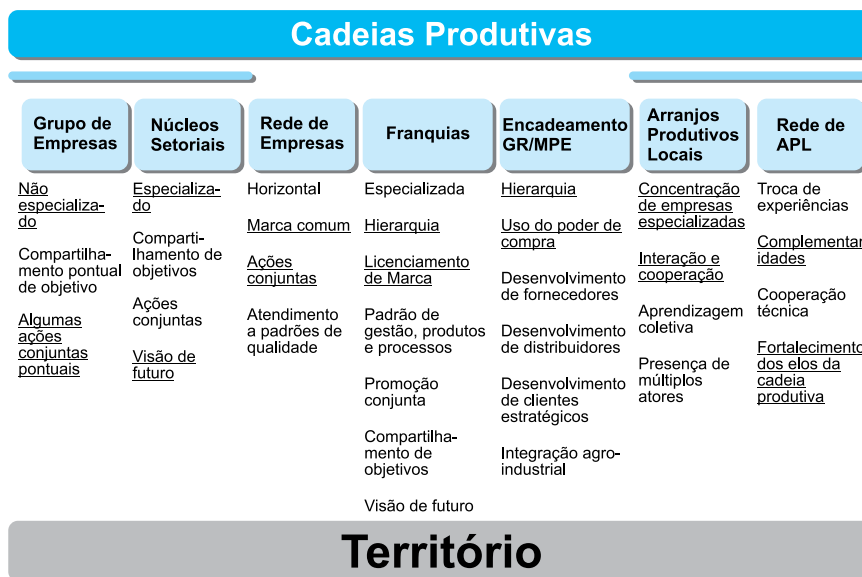 Cadeias Produtivas
Grupo de
Empresas
Não
especializa-
do
Compartilha-
mento pontual
de objetivo
Algumas
ações
conjuntas
pontuais
Núcleos
Setoriais
Especializa-
do
Comparti-
lhamento de
objetivos
Ações
conjuntas
Visão de
futuro
Rede de
Empresas
Horizontal
Marca comum
Ações
conjuntas
Atendimento
a padrões de
qualidade
Franquias
Especializada
Hierarquia
Licenciamento
de Marca
Padrão de
gestão, produtos
e processos
Promoção
conjunta
Compartilha-
mento de
objetivos
Visão de futuro
Encadeamento
GR/MPE
Hierarquia
Uso do poder de
compra
Desenvolvimento
de fornecedores
Desenvolvimento
de distribuidores
Desenvolvimento
de clientes
estratégicos
Integração agro-
industrial
Arranjos
Produtivos
Locais
Concentração
de empresas
especializadas
Interação e
cooperação
Aprendizagem
coletiva
Presença de
múltiplos
atores
Rede de
APL
Troca de
experiências
Complementar
idades
Cooperação
técnica
Fortalecimento
dos elos da
cadeia
produtiva
Território